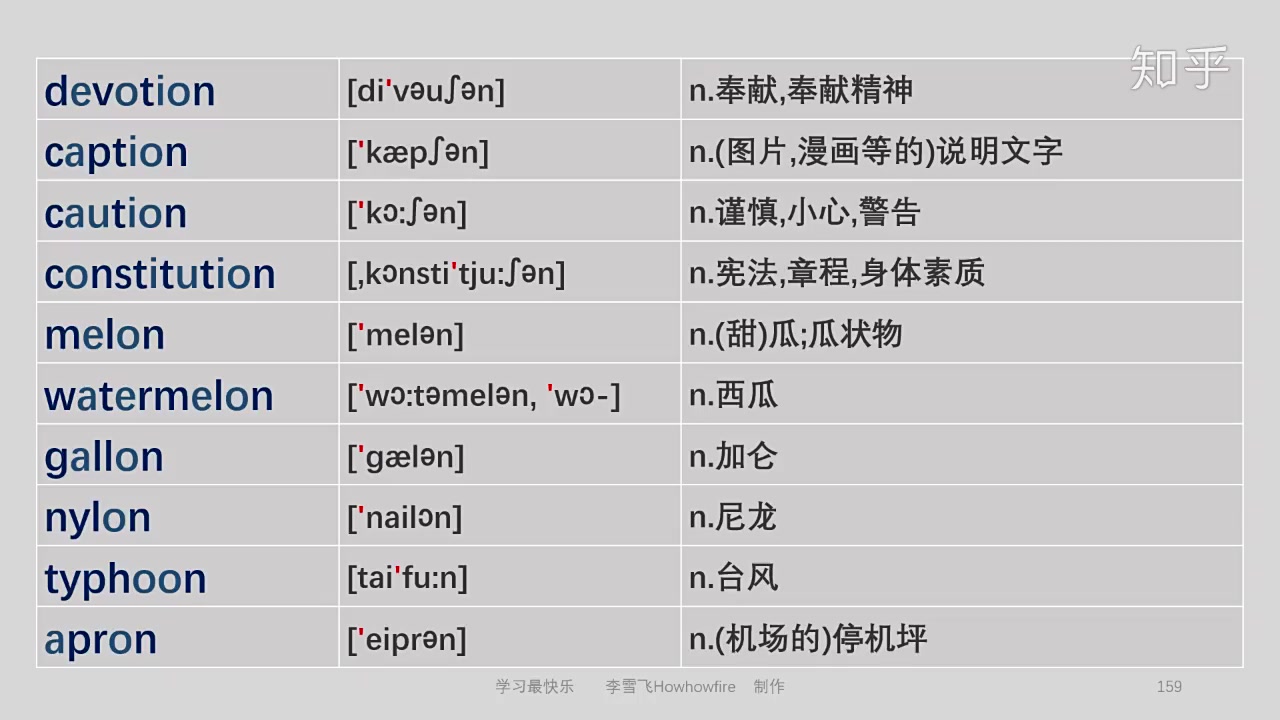 知乎
devotion [di'vəuʃən] n.奉献,奉献精神
caption ['kæpʃən] n.(图片,漫画等的)说明文字
caution ['kɔ:ʃən] n.谨慎,小心,警告
constitution [,kɔnsti'tju:ʃən] n.宪法,章程,身体素质
melon ['melən] n.(甜)瓜;瓜状物
watermelon ['wɔ:təmelən, 'wɔ-] n.西瓜
gallon ['gælən] n.加仑
nylon ['nailɔn] n.尼龙
typhoon [tai'fu:n] n.台风
apron ['eiprən] n.(机场的)停机坪
学习最快乐 李雪飞Howhowfire 制作 159